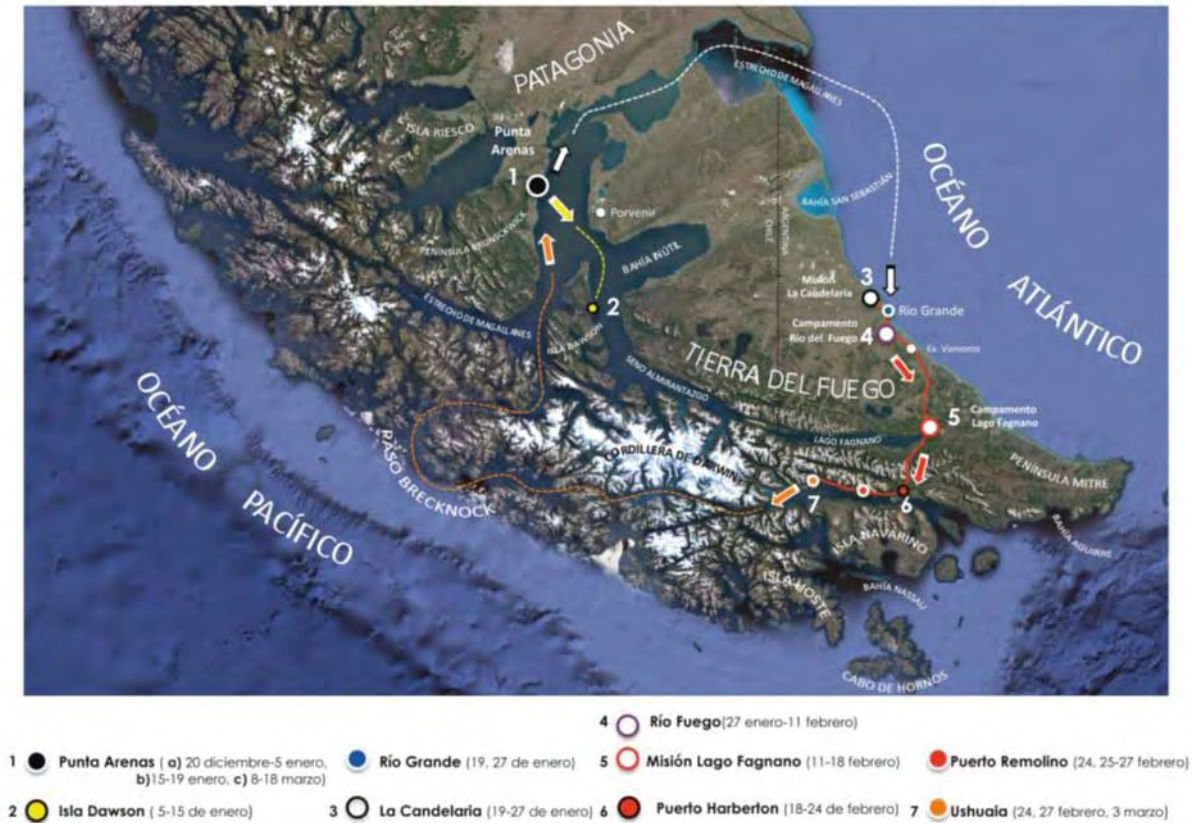 PATAGONIA
ESTRECHO DE MAGALLANES
ISLA RIESCO
Punta
Arenas
1
OCÉANO
ATLÁNTICO
BAHÍA SAN SEBASTIÁN
Porvenir
PENÍNSULA BRUNSCKWICK
ARGENTINA
CHILE
BAHÍA INÚTIL
3
Misión
La Candelaria
Río Grande
2
ESTRECHO DE MAGALLANES
Campamento
Río del Fuego
4
Ea. Viamonte
ISLA DAWSON
TIERRA DEL FUEGO
SENO ALMIRANTAZGO
5
Campamento
Lago Fagnano
LAGO FAGNANO
OCÉANO
PACÍFICO
PASO BRECKNOCK
CORDILLERA DE DARWIN
PENÍNSULA MITRE
7
6
BAHÍA AGUIRRE
ISLA NAVARINO
ISLA HOSTE
BAHÍA NASSAU
CABO DE HORNOS
4 Río Fuego(27 enero-11 febrero)
1 Punta Arenas ( a) 20 diciembre-5 enero,
b)15-19 enero, c) 8-18 marzo)
Río Grande (19, 27 de enero)
5 Misión Lago Fagnano (11-18 febrero)
Puerto Remolino (24, 25-27 febrero)
2 Isla Dawson ( 5-15 de enero)
3 La Candelaria (19-27 de enero)
6 Puerto Harberton (18-24 de febrero)
7 Ushuaia (24, 27 febrero, 3 marzo)